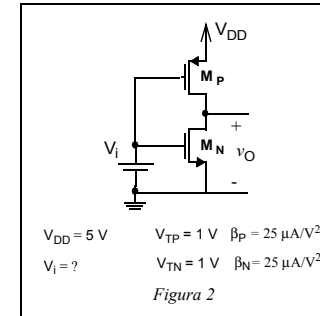 V_DD
M_P
+
V_i
M_N
v_O
-
V_DD = 5 V V_TP = 1 V β_P = 25 µA/V²
V_i = ? V_TN = 1 V β_N = 25 µA/V²
Figura 2